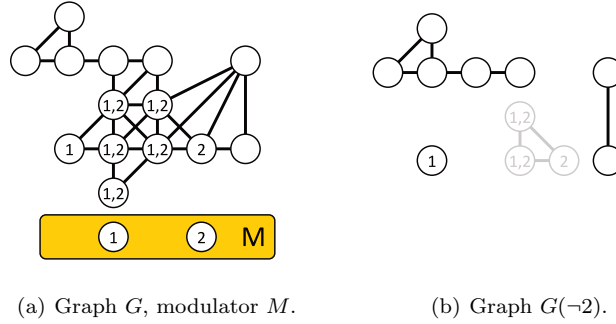 1,2 1,2
1,2
1 1,2 1,2 2
1,2 2
1
1,2
1 2 M
(a) Graph G, modulator M.
(b) Graph G(¬2).